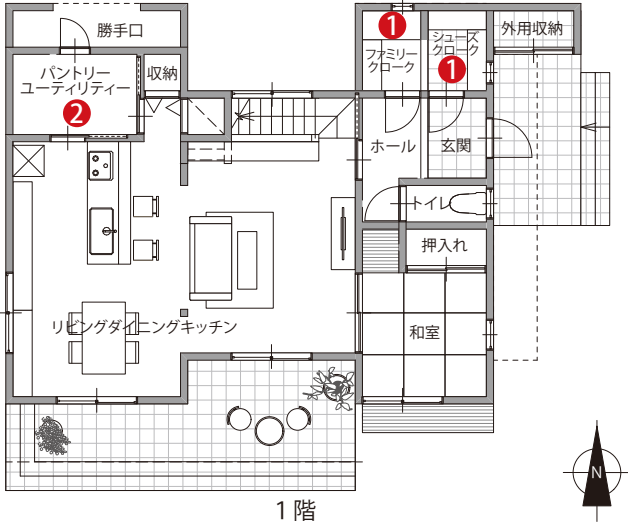 勝手口
1
ファミリー
クローク
シューズ
クローク
1
外用収納
パントリー
ユーティリティー
2
収納
ホール
玄関
トイレ
押入れ
リビングダイニングキッチン
和室
N
1階